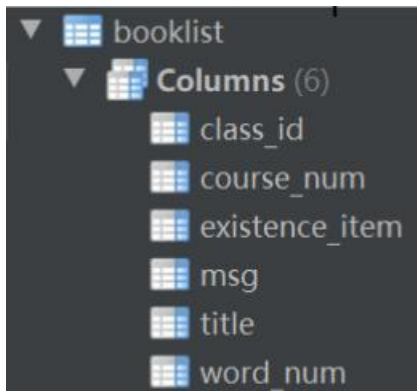 booklist
Columns (6)
class_id
course_num
existence_item
msg
title
word_num